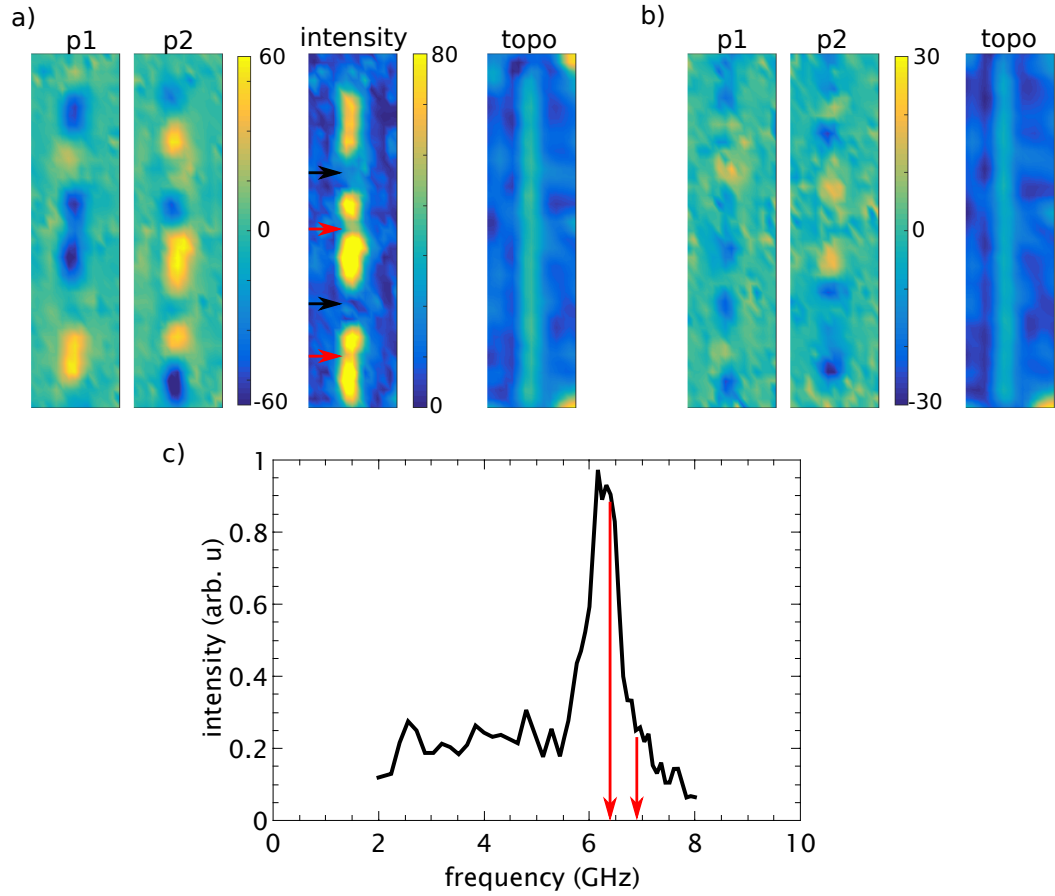 a)
p1
p2
60
0
-60
intensity
80
0
topo
b)
p1
p2
30
0
-30
topo
c)
1
0.8
0.6
0.4
0.2
0
intensity (arb. u)
0 2 4 6 8 10
frequency (GHz)